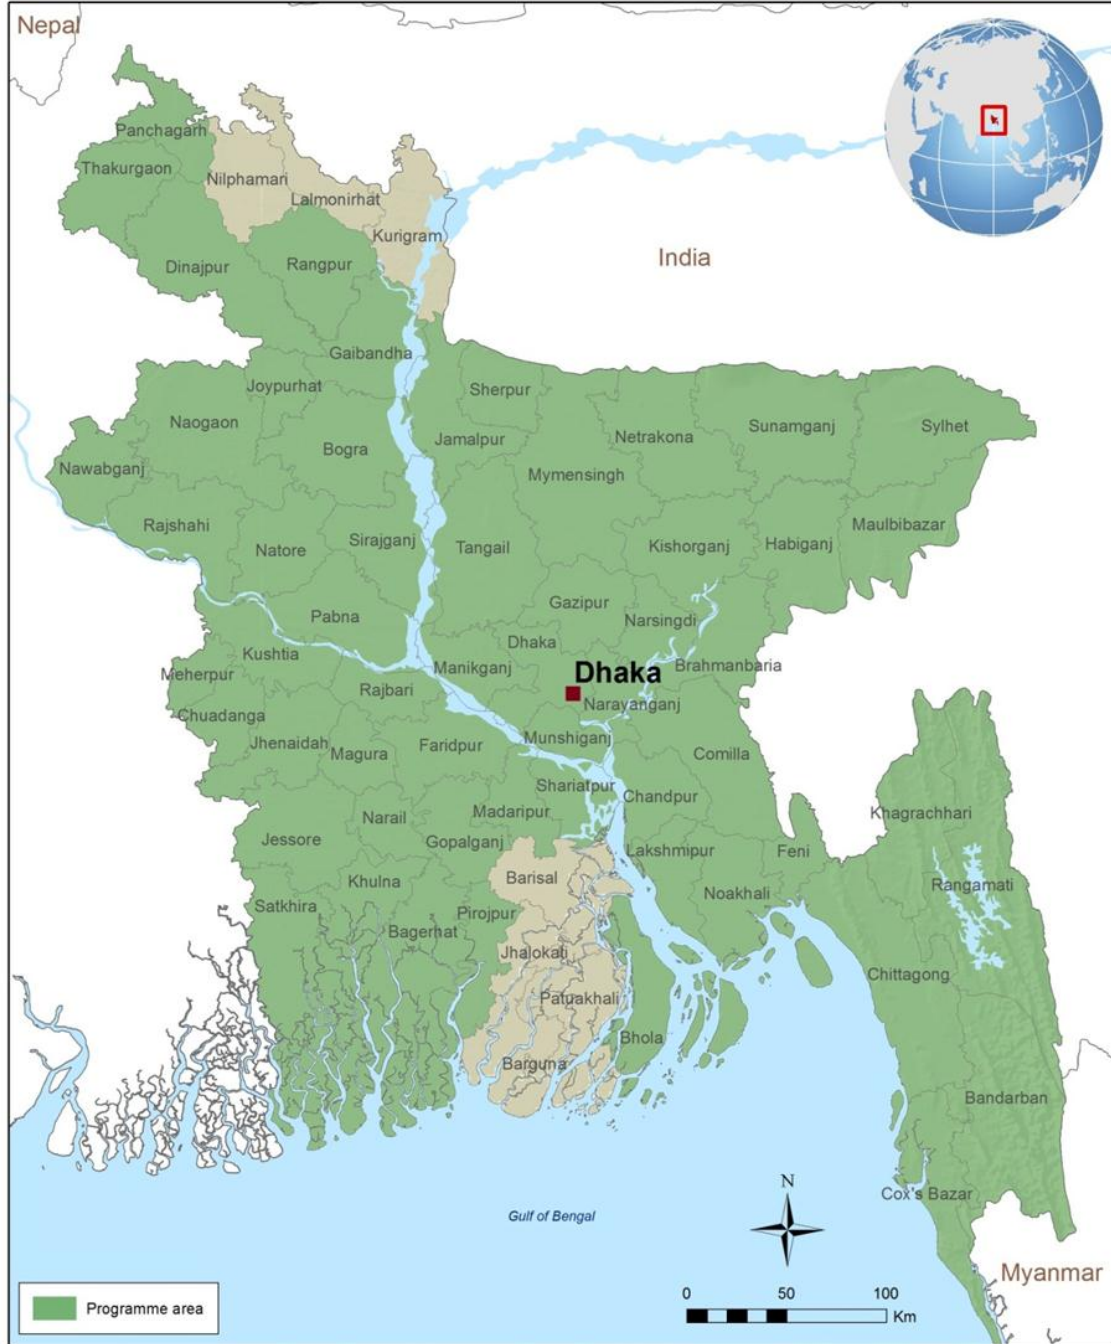 Nepal
Panchagarh
Thakurgaon
Nilphamari
Lalmonirhat
Kurigram
India
Dinajpur
Rangpur
Gaibandha
Joypurhat
Sherpur
Naogaon
Netrakona
Sunamganj
Sylhet
Bogra
Jamalpur
Nawabganj
Mymensingh
Rajshahi
Maulbibazar
Natore
Sirajganj
Tangail
Kishorganj
Habiganj
Pabna
Gazipur
Narsingdi
Dhaka
Kushtia
Meherpur
Manikganj
Brahmanbaria
Dhaka
Rajbari
Narayanganj
Chuadanga
Jhenaidah
Magura
Faridpur
Munshiganj
Comilla
Shariatpur
Chandpur
Narail
Madaripur
Khagrachhari
Jessore
Gopalganj
Lakshmipur
Feni
Khulna
Barisal
Noakhali
Rangamati
Satkhira
Pirojpur
Bagerhat
Jhalokati
Chittagong
Patuakhali
Bhola
Barguna
Bandarban
Cox's Bazar
N
Gulf of Bengal
Myanmar
Programme area
0 50 100
Km